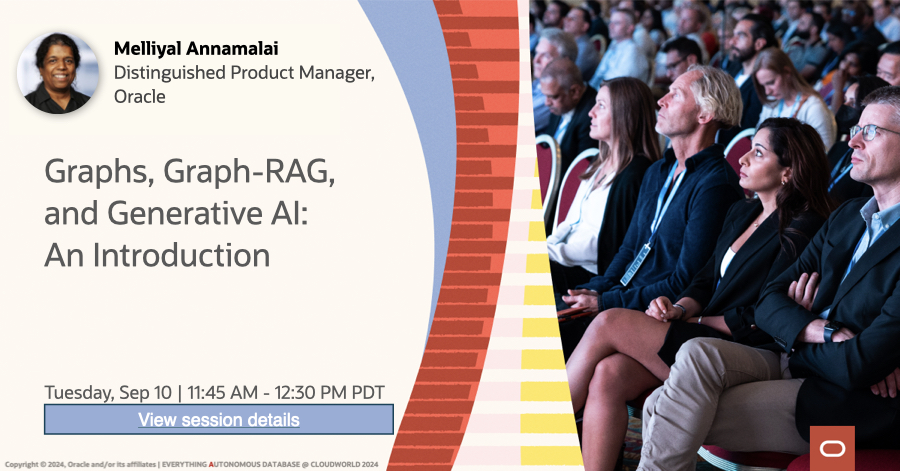 Melliyal Annamalai
Distinguished Product Manager,
Oracle
Graphs, Graph-RAG,
and Generative AI:
An Introduction
Tuesday, Sep 10 | 11:45 AM - 12:30 PM PDT
View session details
Copyright © 2024, Oracle and/or its affiliates | EVERYTHING AUTONOMOUS DATABASE @ CLOUDWORLD 2024